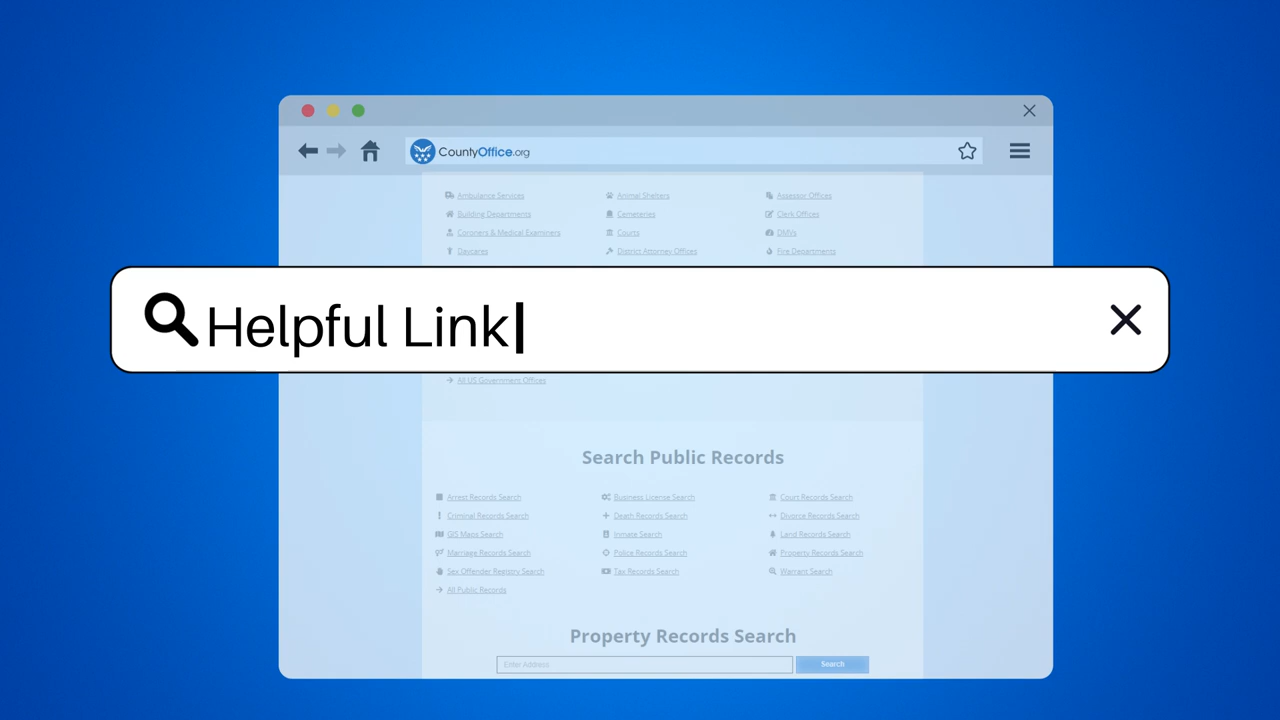 CountyOffice.org
Ambulance Services Animal Shelters Assessor Offices
Building Departments Cemeteries Clerk Offices
Coroners & Medical Examiners Courts DMVs
Daycares District Attorney Offices Fire Departments
Helpful Link
All US Government Offices
Search Public Records
Arrest Records Search Business License Search Court Records Search
Criminal Records Search Death Records Search Divorce Records Search
GIS Maps Search Inmate Search Land Records Search
Marriage Records Search Police Records Search Property Records Search
Sex Offender Registry Search Tax Records Search Warrant Search
All Public Records
Property Records Search
Enter Address Search